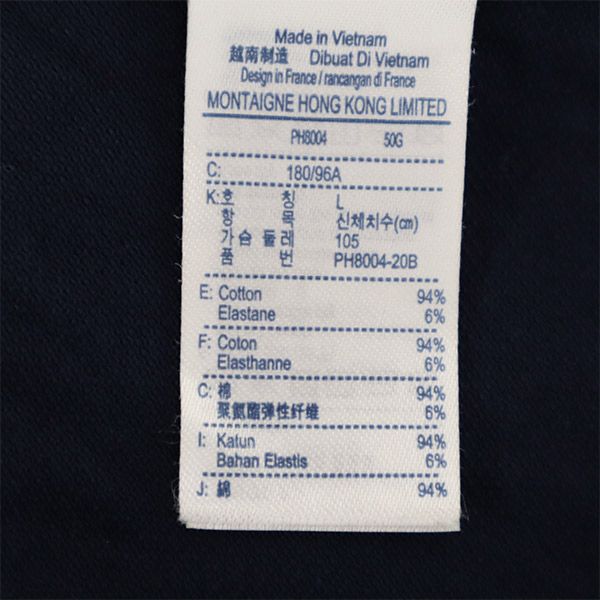 Made in Vietnam
越南制造 Dibuat Di Vietnam
Design in France / rancangan di France
MONTAIGNE HONG KONG LIMITED
PH8004 50G
C: 180/96A
K: 호 칭 L
항 목 신체치수(㎝)
가슴 둘레 105
품 번 PH8004-20B
E: Cotton 94%
Elastane 6%
F: Coton 94%
Elasthanne 6%
C: 棉 94%
聚氨酯弹性纤维 6%
I: Katun 94%
Bahan Elastis 6%
J: 綿 94%